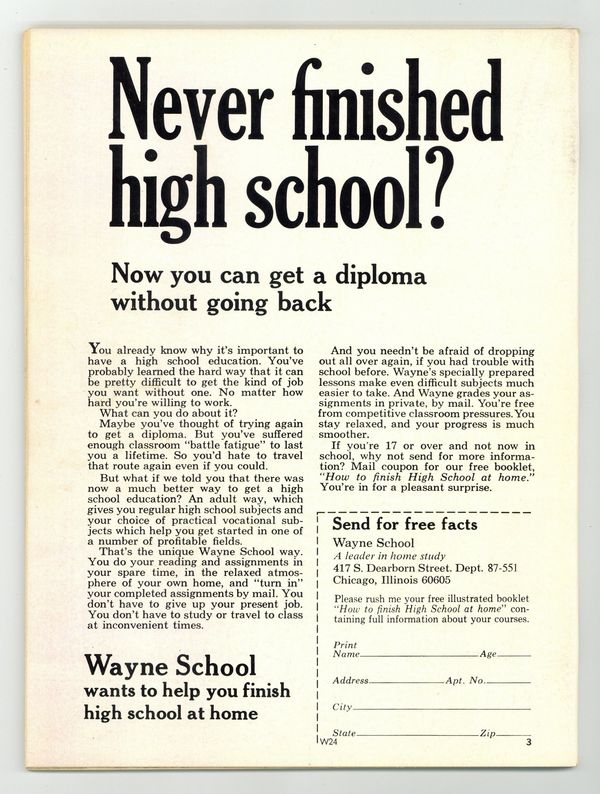 Never finished
high school?
Now you can get a diploma
without going back
You already know why it's important to
have a high school education. You've
probably learned the hard way that it can
be pretty difficult to get the kind of job
you want without one. No matter how
hard you're willing to work.
What can you do about it?
Maybe you've thought of trying again
to get a diploma. But you've suffered
enough classroom "battle fatigue" to last
you a lifetime. So you'd hate to travel
that route again even if you could.
But what if we told you that there was
now a much better way to get a high
school education? An adult way, which
gives you regular high school subjects and
your choice of practical vocational sub-
jects which help you get started in one of
a number of profitable fields.
That's the unique Wayne School way.
You do your reading and assignments in
your spare time, in the relaxed atmos-
phere of your own home, and "turn in"
your completed assignments by mail. You
don't have to give up your present job.
You don't have to study or travel to class
at inconvenient times.
Wayne School
wants to help you finish
high school at home
And you needn't be afraid of dropping
out all over again, if you had trouble with
school before. Wayne's specially prepared
lessons make even difficult subjects much
easier to take. And Wayne grades your as-
signments in private, by mail. You're free
from competitive classroom pressures. You
stay relaxed, and your progress is much
smoother.
If you're 17 or over and not now in
school, why not send for more informa-
tion? Mail coupon for our free booklet,
"How to finish High School at home."
You're in for a pleasant surprise.
Send for free facts
Wayne School
A leader in home study
417 S. Dearborn Street. Dept. 87-551
Chicago, Illinois 60605
Please rush me your free illustrated booklet
"How to finish High School at home" con-
taining full information about your courses.
Print
Name Age
Address Apt. No.
City
State Zip
W24 3